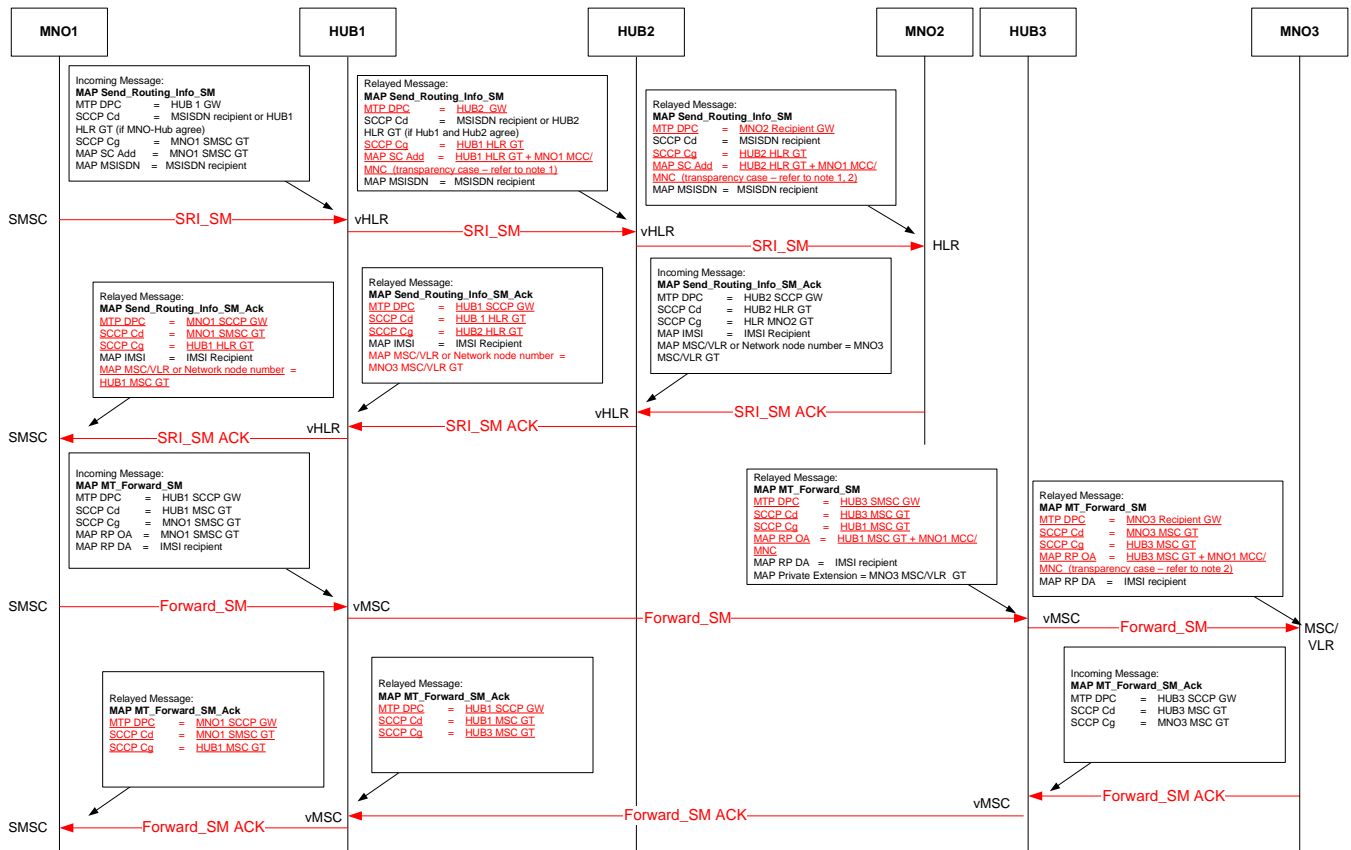 MNO1
HUB1
HUB2
MNO2
HUB3
MNO3
Incoming Message:
MAP Send_Routing_Info_SM
MTP DPC = HUB 1 GW
SCCP Cd = MSISDN recipient or HUB1
HLR GT (if MNO-Hub agree)
SCCP Cg = MNO1 SMSC GT
MAP SC Add = MNO1 SMSC GT
MAP MSISDN = MSISDN recipient
Relayed Message:
MAP Send_Routing_Info_SM
MTP DPC = HUB2 GW
SCCP Cd = MSISDN recipient or HUB2
HLR GT (if Hub1 and Hub2 agree)
SCCP Cg = HUB1 HLR GT
MAP SC Add = HUB1 HLR GT + MNO1 MCC/
MNC (transparency case – refer to note 1)
MAP MSISDN = MSISDN recipient
Relayed Message:
MAP Send_Routing_Info_SM
MTP DPC = MNO2 Recipient GW
SCCP Cd = MSISDN recipient
SCCP Cg = HUB2 HLR GT
MAP SC Add = HUB2 HLR GT + MNO1 MCC/
MNC (transparency case – refer to note 1, 2)
MAP MSISDN = MSISDN recipient
SMSC
SRI_SM
vHLR
SRI_SM
vHLR
SRI_SM
HLR
Relayed Message:
MAP Send_Routing_Info_SM_Ack
MTP DPC = MNO1 SCCP GW
SCCP Cd = MNO1 SMSC GT
SCCP Cg = HUB1 HLR GT
MAP IMSI = IMSI Recipient
MAP MSC/VLR or Network node number =
HUB1 MSC GT
Relayed Message:
MAP Send_Routing_Info_SM_Ack
MTP DPC = HUB1 SCCP GW
SCCP Cd = HUB 1 HLR GT
SCCP Cg = HUB2 HLR GT
MAP IMSI = IMSI Recipient
MAP MSC/VLR or Network node number =
MNO3 MSC/VLR GT
Incoming Message:
MAP Send_Routing_Info_SM_Ack
MTP DPC = HUB2 SCCP GW
SCCP Cd = HUB2 HLR GT
SCCP Cg = HLR MNO2 GT
MAP IMSI = IMSI Recipient
MAP MSC/VLR or Network node number = MNO3
MSC/VLR GT
SMSC
SRI_SM ACK
vHLR
SRI_SM ACK
vHLR
SRI_SM ACK
Incoming Message:
MAP MT_Forward_SM
MTP DPC = HUB1 SCCP GW
SCCP Cd = HUB1 MSC GT
SCCP Cg = MNO1 SMSC GT
MAP RP OA = MNO1 SMSC GT
MAP RP DA = IMSI recipient
Relayed Message:
MAP MT_Forward_SM
MTP DPC = HUB3 SMSC GW
SCCP Cd = HUB3 MSC GT
SCCP Cg = HUB1 MSC GT
MAP RP OA = HUB1 MSC GT + MNO1 MCC/
MNC
MAP RP DA = IMSI recipient
MAP Private Extension = MNO3 MSC/VLR GT
Relayed Message:
MAP MT_Forward_SM
MTP DPC = MNO3 Recipient GW
SCCP Cd = MNO3 MSC GT
SCCP Cg = HUB3 MSC GT
MAP RP OA = HUB3 MSC GT + MNO1 MCC/
MNC (transparency case – refer to note 2)
MAP RP DA = IMSI recipient
SMSC
Forward_SM
vMSC
Forward_SM
vMSC
Forward_SM
MSC/
VLR
Relayed Message:
MAP MT_Forward_SM_Ack
MTP DPC = MNO1 SCCP GW
SCCP Cd = MNO1 SMSC GT
SCCP Cg = HUB1 MSC GT
Relayed Message:
MAP MT_Forward_SM_Ack
MTP DPC = HUB1 SCCP GW
SCCP Cd = HUB1 MSC GT
SCCP Cg = HUB3 MSC GT
Incoming Message:
MAP MT_Forward_SM_Ack
MTP DPC = HUB3 SCCP GW
SCCP Cd = HUB3 MSC GT
SCCP Cg = MNO3 MSC GT
SMSC
Forward_SM ACK
vMSC
Forward_SM ACK
vMSC
Forward_SM ACK